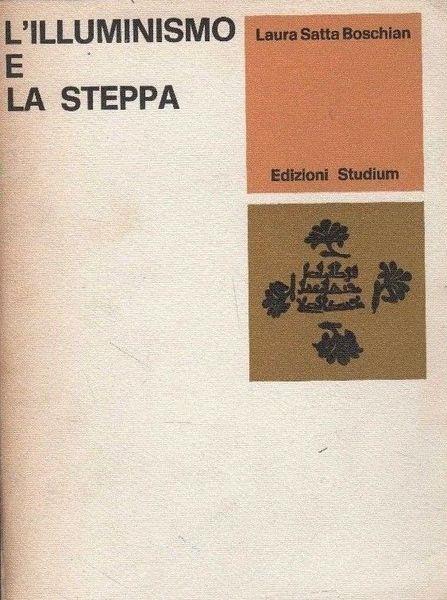 L'ILLUMINISMO
E
LA STEPPA
Laura Satta Boschian
Edizioni Studium